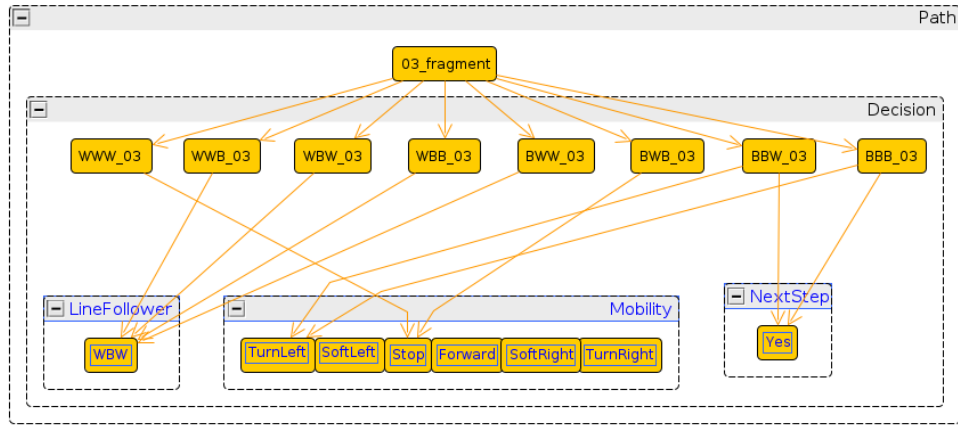 Path
03_fragment
Decision
WWW_03 WWB_03 WBW_03 WBB_03 BWW_03 BWB_03 BBW_03 BBB_03
LineFollower Mobility NextStep
WBW TurnLeft SoftLeft Stop Forward SoftRight TurnRight Yes